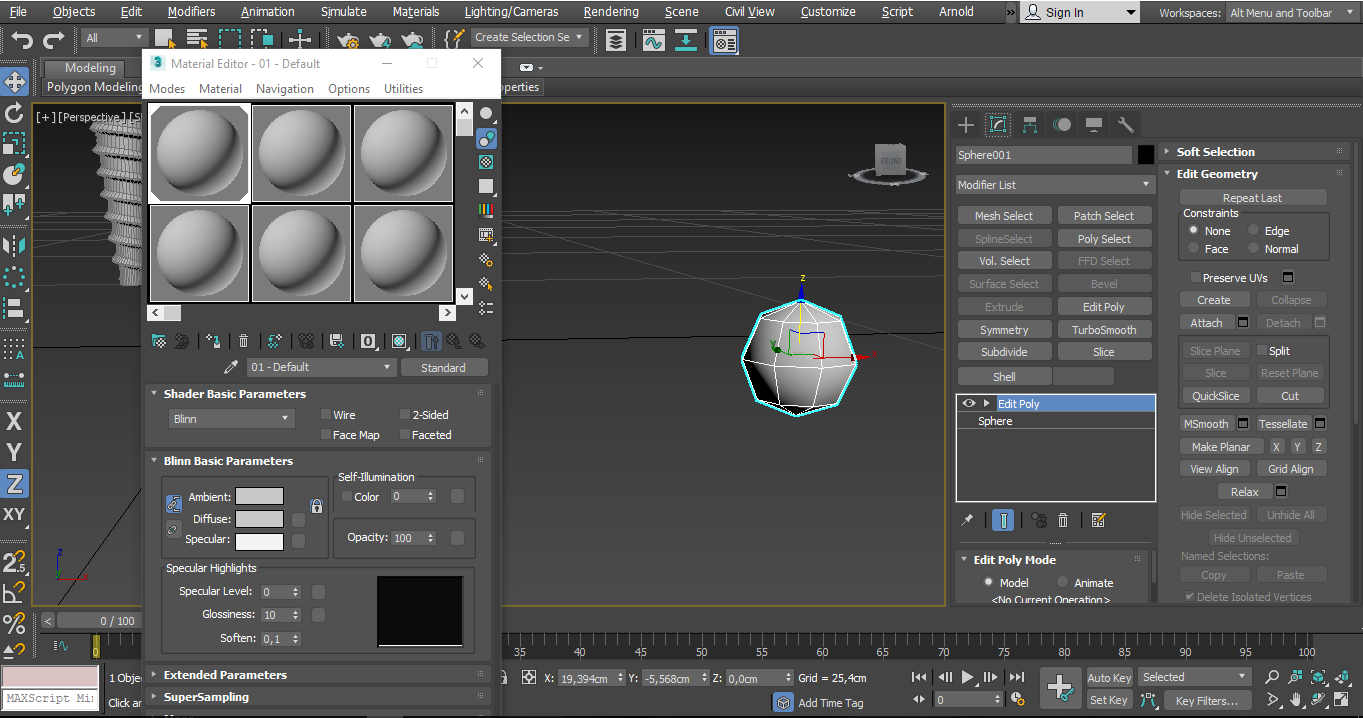 File Edit Objects Modifiers Animation Simulate Materials Lighting/Cameras Rendering Scene Civil View Customize Script Arnold » Sign In Workspaces: Alt Menu and Toolbar
All Create Selection Se
Modeling
Polygon Modeling
operties
3 Material Editor - 01 - Default
Modes Material Navigation Options Utilities
[+] [Perspective] [S
FRONT
z
y
x
0
01 - Default Standard
Shader Basic Parameters
Blinn
Wire 2-Sided
Face Map Faceted
Blinn Basic Parameters
Ambient:
Diffuse:
Specular:
Self-Illumination
Color 0
Opacity: 100
Specular Highlights
Specular Level: 0
Glossiness: 10
Soften: 0,1
Extended Parameters
SuperSampling
X
Y
Z
XY
2.5
%
z
y
x
Sphere001
Modifier List
Mesh Select Patch Select
SplineSelect Poly Select
Vol. Select FFD Select
Surface Select Bevel
Extrude Edit Poly
Symmetry TurboSmooth
Subdivide Slice
Shell
Edit Poly
Sphere
Edit Poly Mode
Model Animate
<No Current Operation>
Soft Selection
Edit Geometry
Repeat Last
Constraints
None Edge
Face Normal
Preserve UVs
Create Collapse
Attach Detach
Slice Plane Split
Slice Reset Plane
QuickSlice Cut
MSmooth Tessellate
Make Planar X Y Z
View Align Grid Align
Relax
Hide Selected Unhide All
Hide Unselected
Named Selections:
Copy Paste
Delete Isolated Vertices
< 0 / 100
0 35 40 45 50 55 60 65 70 75 80 85 90 95 100
MAXScript Mi
1 Objec
Click an
X: 19,394cm Y: -5,568cm Z: 0,0cm Grid = 25,4cm
Add Time Tag
0
Auto Key Selected
Set Key Key Filters...